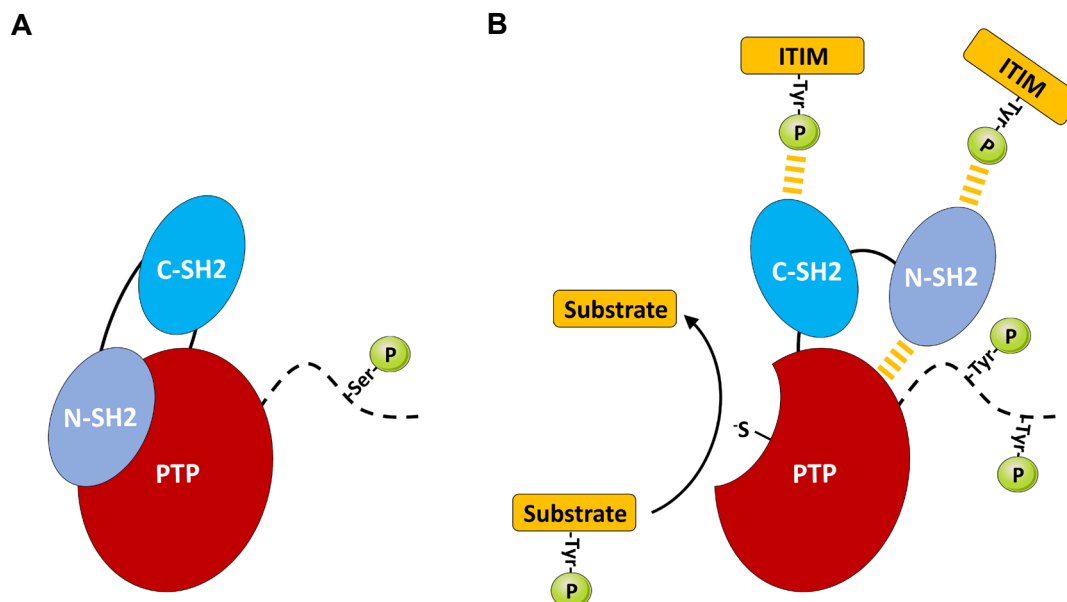 A
C-SH2
N-SH2
PTP
-Ser-
P
B
ITIM
-Tyr-
P
ITIM
-Tyr-
P
C-SH2
N-SH2
Substrate
-Tyr-
P
-Tyr-
P
-S
PTP
Substrate
-Tyr-
P